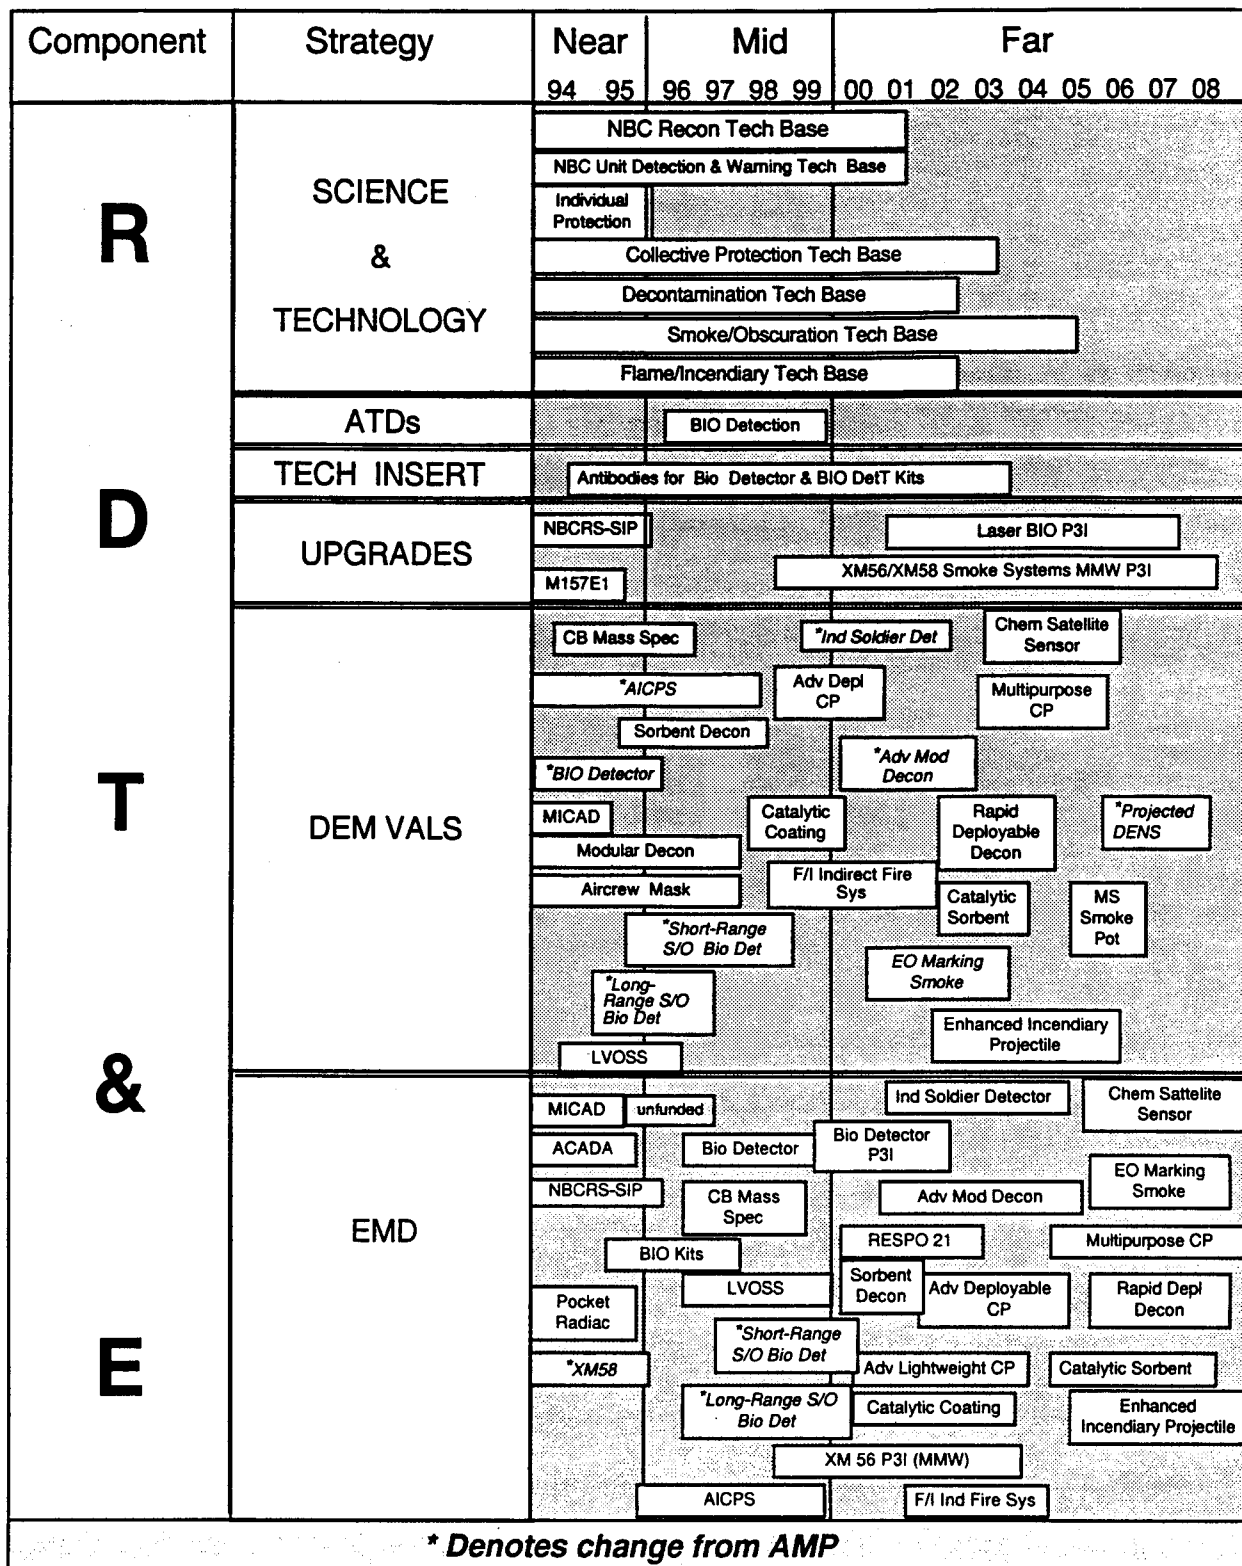 Component Strategy Near Mid Far
94 95 96 97 98 99 00 01 02 03 04 05 06 07 08
R
D
T
&
E
SCIENCE
&
TECHNOLOGY
NBC Recon Tech Base
NBC Unit Detection & Warning Tech Base
Individual
Protection
Collective Protection Tech Base
Decontamination Tech Base
Smoke/Obscuration Tech Base
Flame/Incendiary Tech Base
ATDs
BIO Detection
TECH INSERT
Antibodies for Bio Detector & BIO DetT Kits
UPGRADES
NBCRS-SIP
Laser BIO P3I
XM56/XM58 Smoke Systems MMW P3I
M157E1
DEM VALS
CB Mass Spec
*Ind Soldier Det
Chem Satellite
Sensor
*AICPS
Adv Depl
CP
Multipurpose
CP
Sorbent Decon
*BIO Detector
*Adv Mod
Decon
MICAD
Catalytic
Coating
Rapid
Deployable
Decon
*Projected
DENS
Modular Decon
Aircrew Mask
F/I Indirect Fire
Sys
Catalytic
Sorbent
MS
Smoke
Pot
*Short-Range
S/O Bio Det
EO Marking
Smoke
*Long-
Range S/O
Bio Det
Enhanced Incendiary
Projectile
LVOSS
EMD
MICAD
unfunded
Ind Soldier Detector
Chem Sattelite
Sensor
ACADA
Bio Detector
Bio Detector
P3I
EO Marking
Smoke
NBCRS-SIP
CB Mass
Spec
Adv Mod Decon
BIO Kits
RESPO 21
Multipurpose CP
LVOSS
Sorbent
Decon
Adv Deployable
CP
Rapid Depl
Decon
Pocket
Radiac
*Short-Range
S/O Bio Det
*XM58
Adv Lightweight CP
Catalytic Sorbent
*Long-Range S/O
Bio Det
Catalytic Coating
Enhanced
Incendiary Projectile
XM 56 P3I (MMW)
AICPS
F/I Ind Fire Sys
* Denotes change from AMP